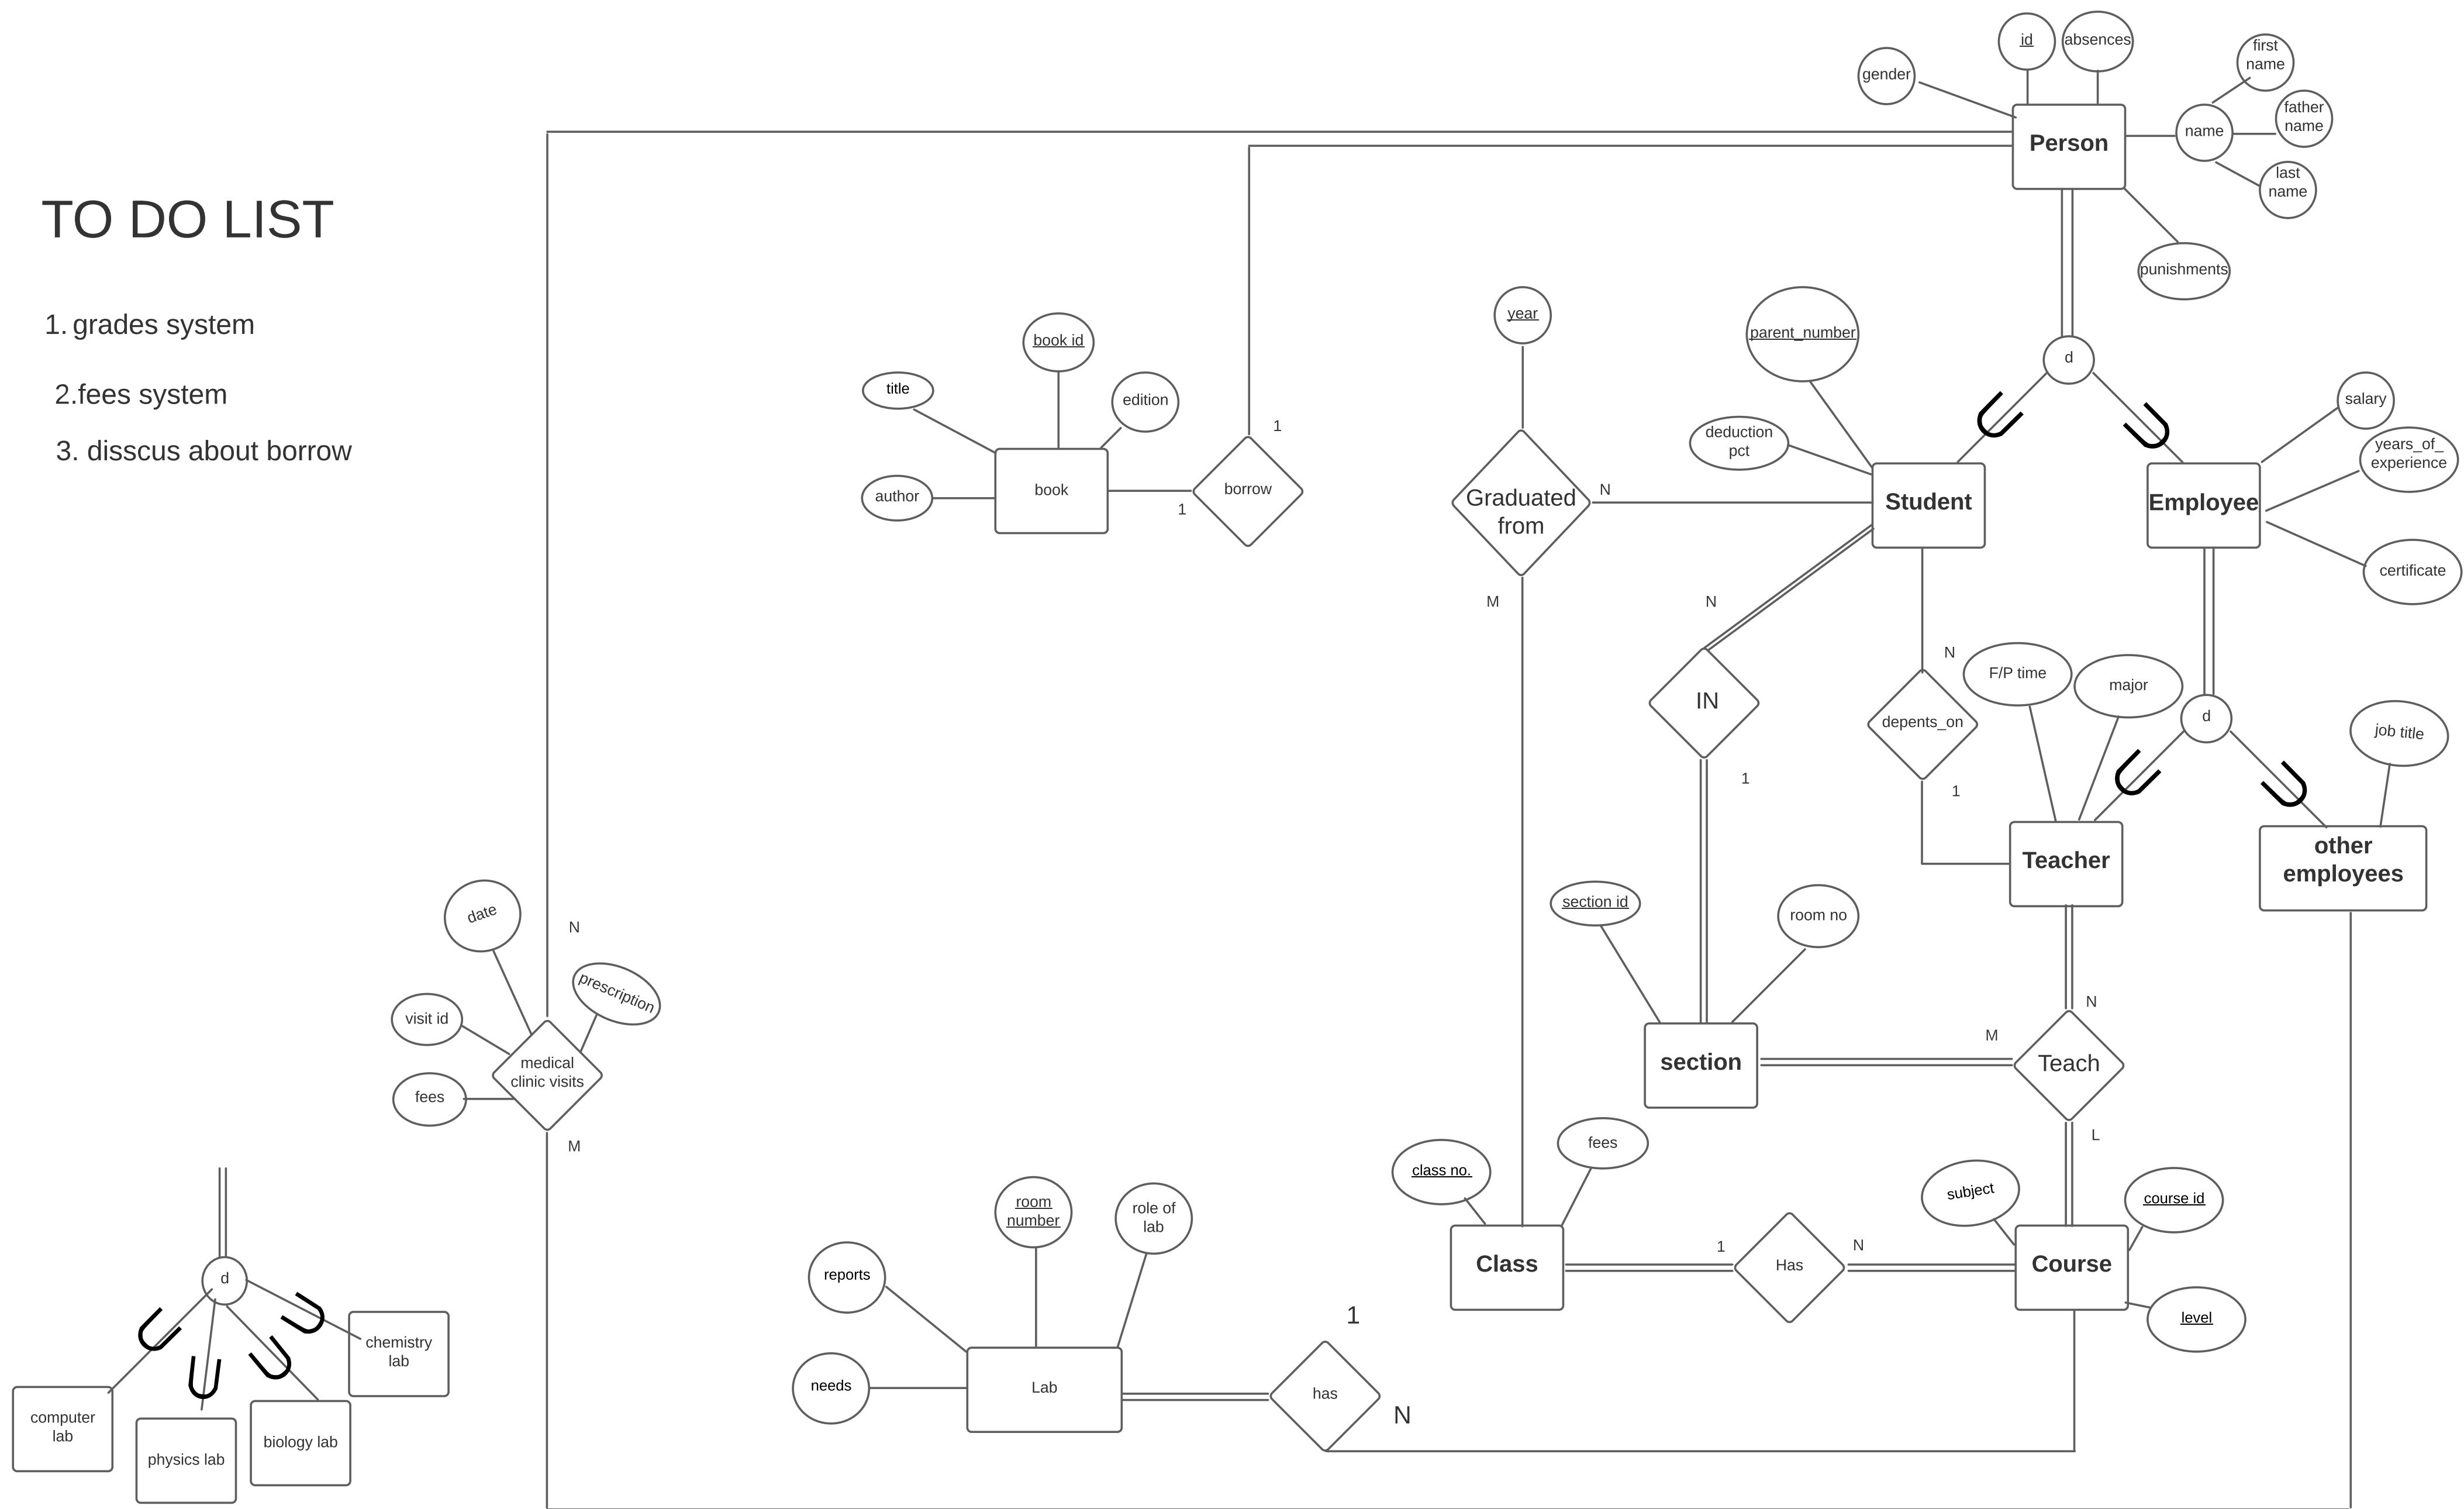 id
absences
gender
first
name
father
name
name
last
name
Person
punishments
TO DO LIST
1. grades system
2.fees system
3. disscus about borrow
book id
title
edition
author
book
borrow
1
1
year
Graduated
from
N
M
parent_number
deduction
pct
d
Student
Employee
salary
years_of_
experience
certificate
N
IN
1
N
depents_on
1
F/P time
major
d
job title
Teacher
other
employees
section id
room no
section
N
M
Teach
L
date
N
prescription
visit id
medical
clinic visits
fees
M
class no.
fees
Class
1
Has
N
subject
course id
Course
level
room
number
role of
lab
reports
needs
Lab
1
has
N
d
chemistry
lab
computer
lab
physics lab
biology lab